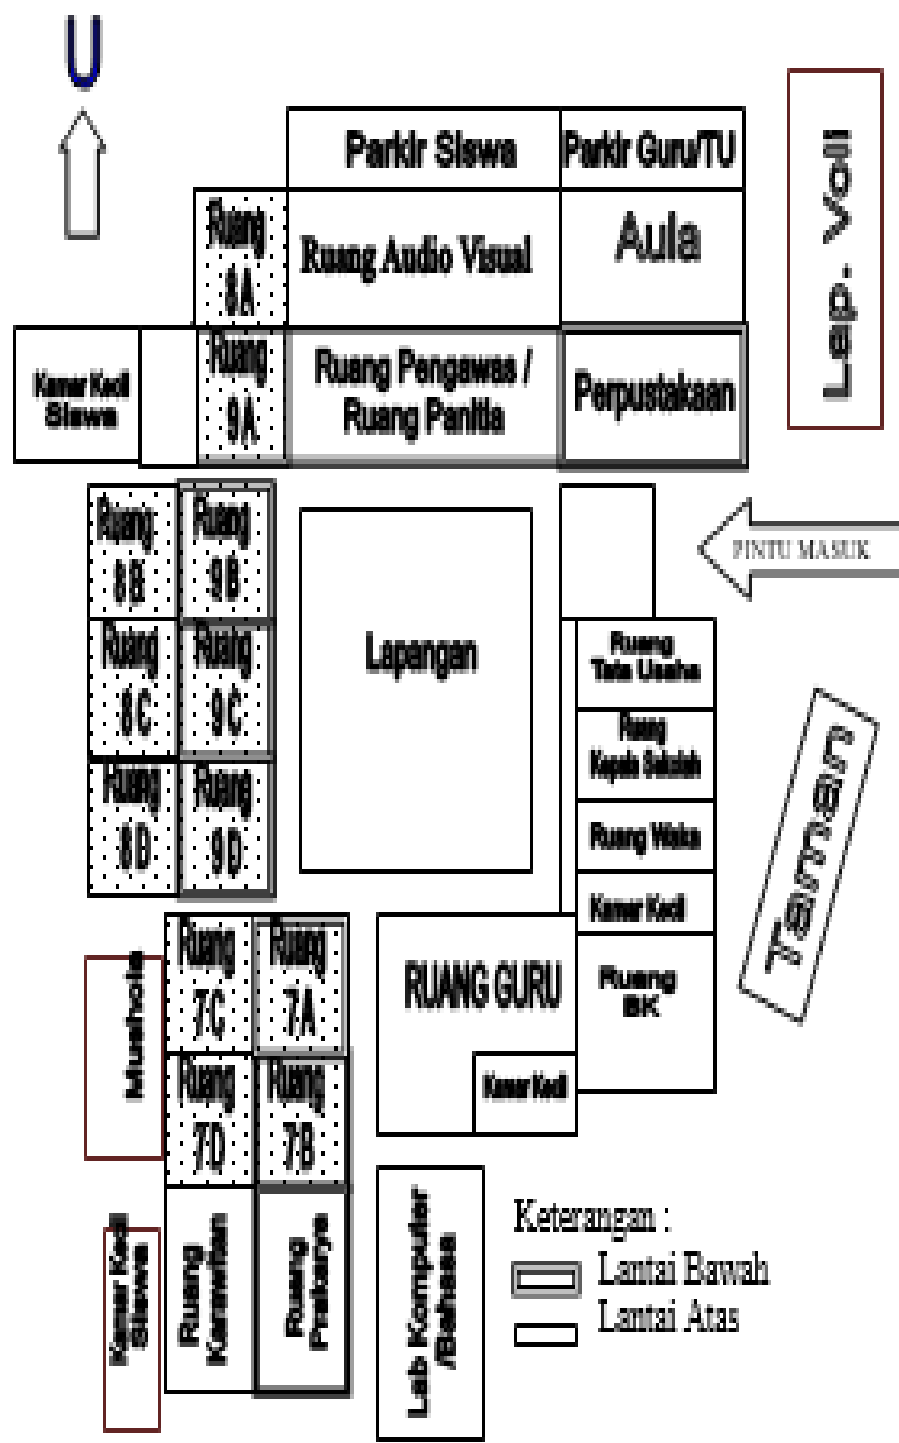 U
Parkir Siswa
Parkir Guru/TU
Lap. Voli
Ruang
8A
Ruang Audio Visual
Aula
Kamar Kecil
Siswa
Ruang
9A
Ruang Pengawas /
Ruang Panitia
Perpustakaan
Ruang
8B
Ruang
9B
PINTU MASUK
Ruang
8C
Ruang
9C
Lapangan
Ruang
Tata Usaha
Ruang
Kepala Sekolah
Ruang
8D
Ruang
9D
Ruang Waka
Kamar Kecil
Taman
Mushola
Ruang
7C
Ruang
7A
RUANG GURU
Ruang
BK
Ruang
7D
Ruang
7B
Kamar Kecil
Kamar Kecil
Siswa
Ruang
Karawitan
Ruang
Prakarya
Lab Komputer
/Bahasa
Keterangan :
Lantai Bawah
Lantai Atas